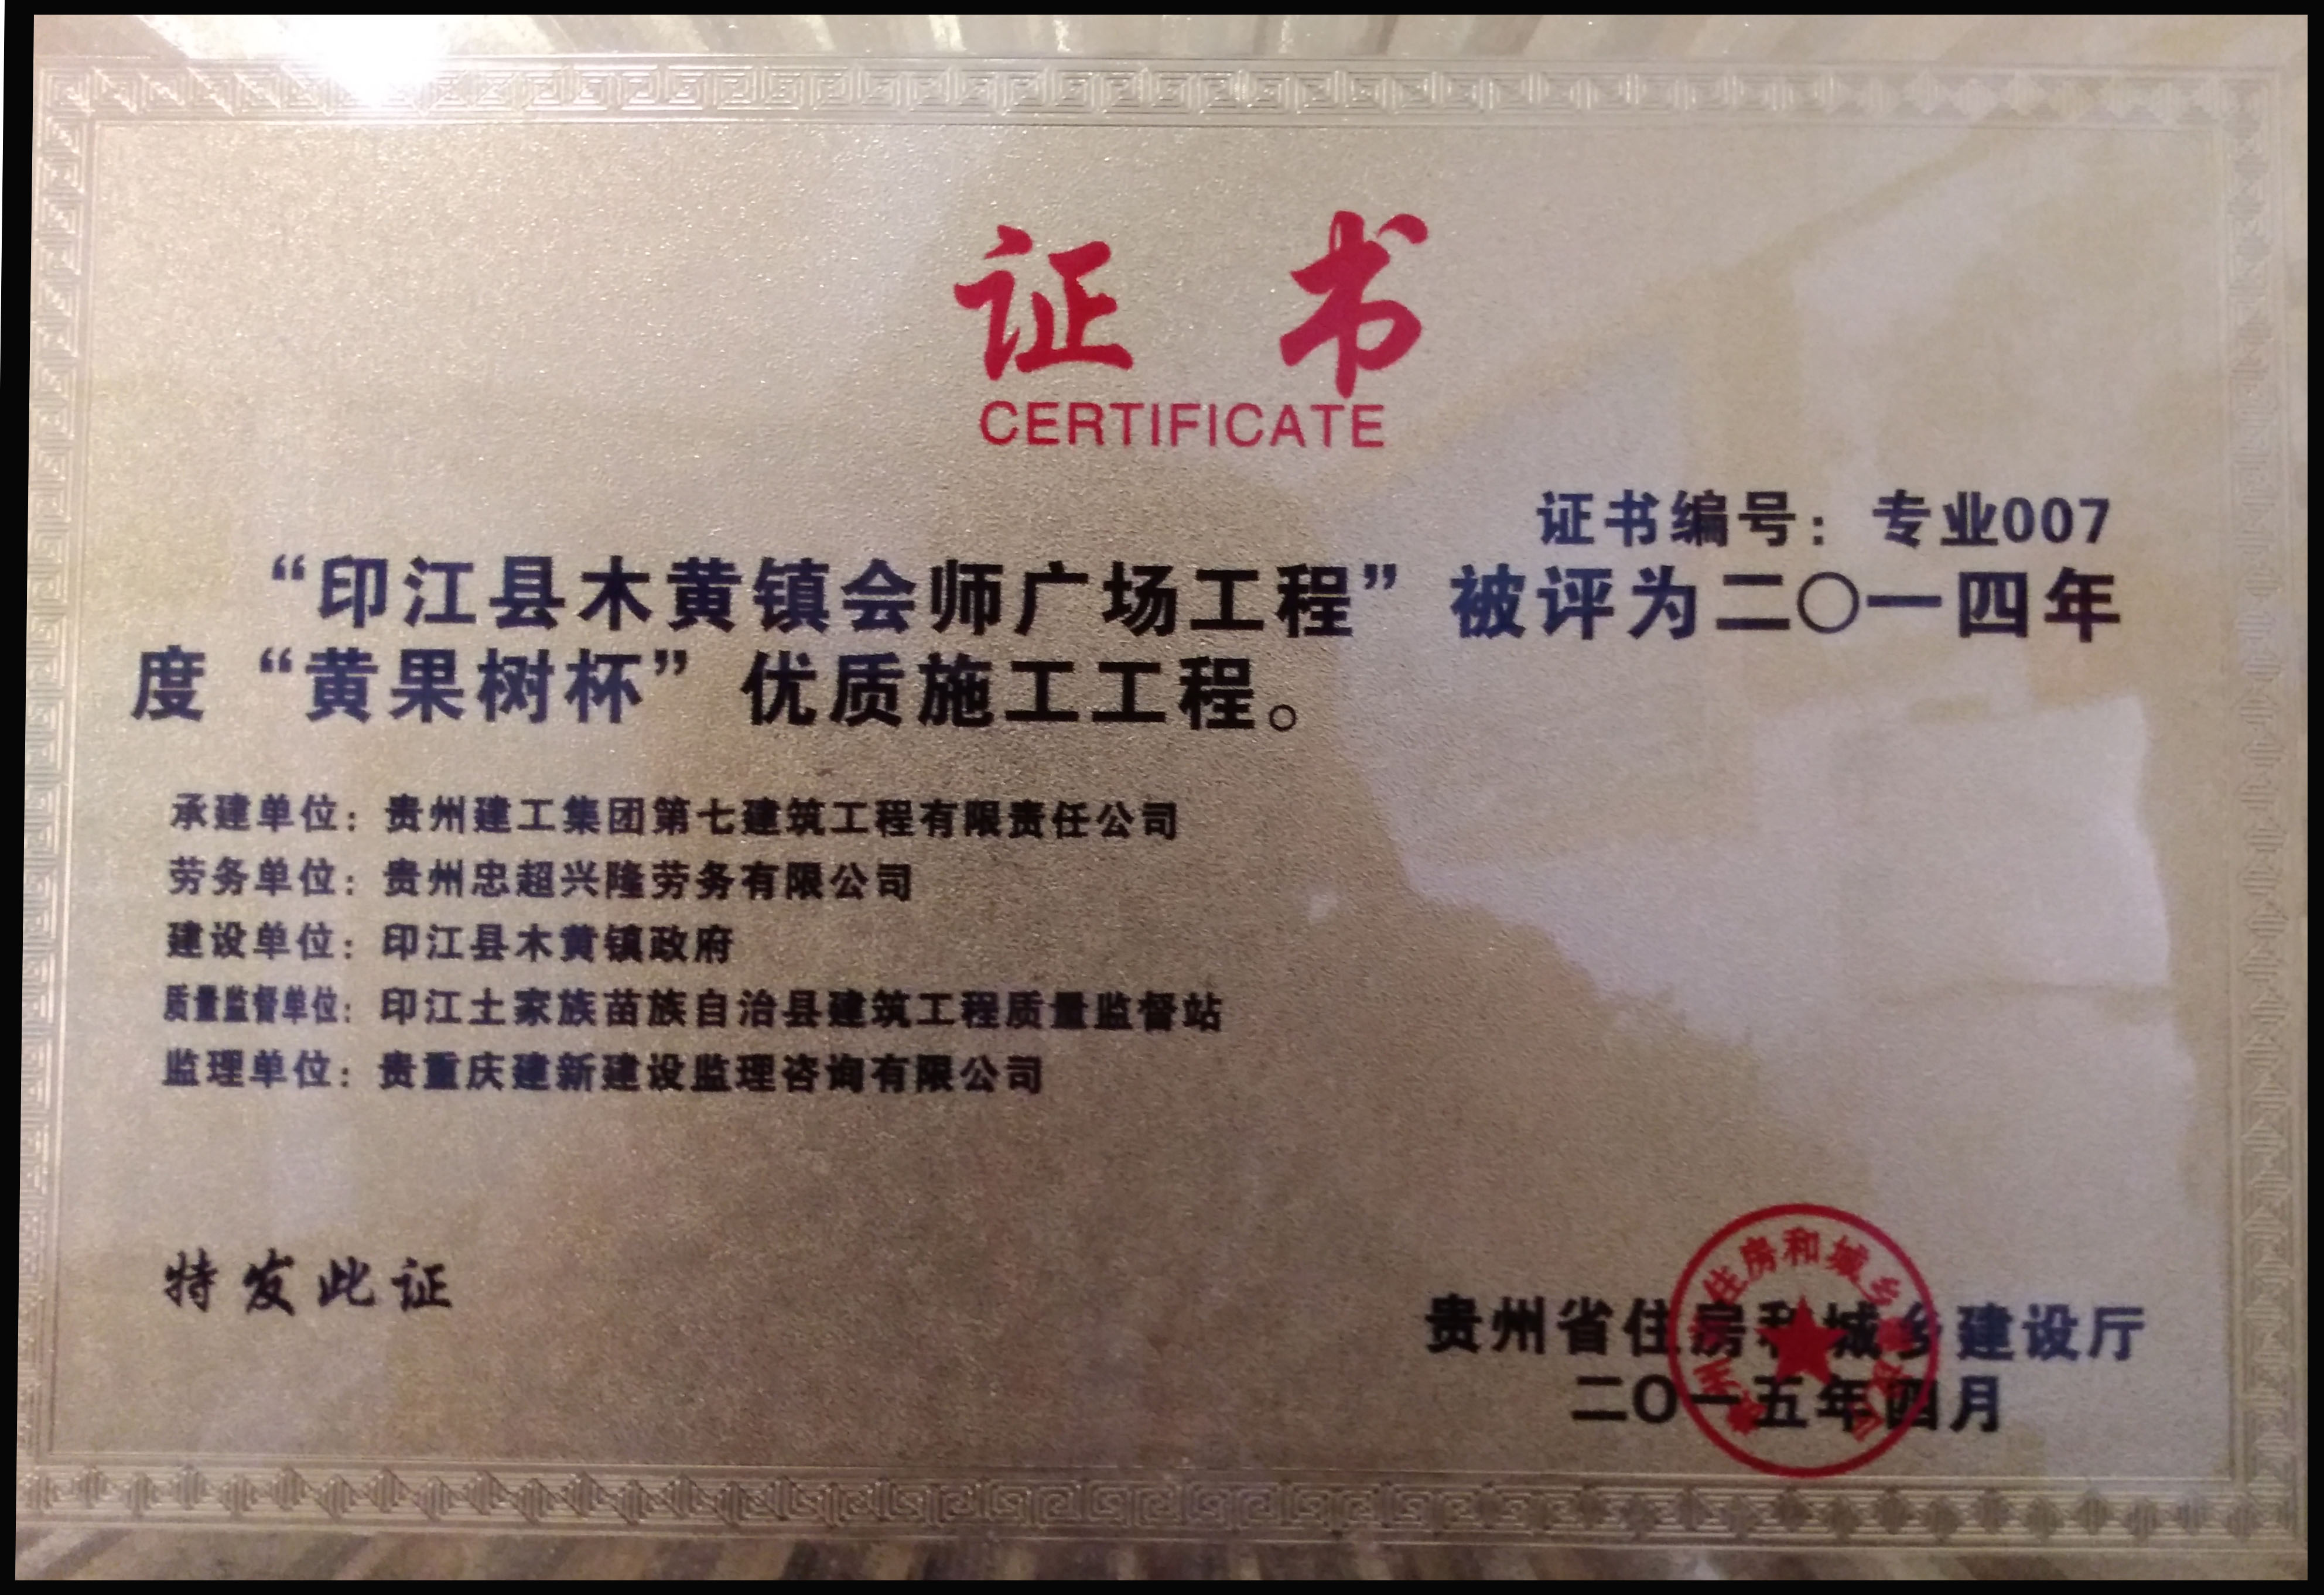 证书
CERTIFICATE
证书编号：专业007
“印江县木黄镇会师广场工程”被评为二〇一四年
度“黄果树杯”优质施工工程。
承建单位：贵州建工集团第七建筑工程有限责任公司
劳务单位：贵州忠超兴隆劳务有限公司
建设单位：印江县木黄镇政府
质量监督单位：印江土家族苗族自治县建筑工程质量监督站
监理单位：贵重庆建新建设监理咨询有限公司
特发此证
住房和城乡
贵州省住房和城乡建设厅
二O一五年四月